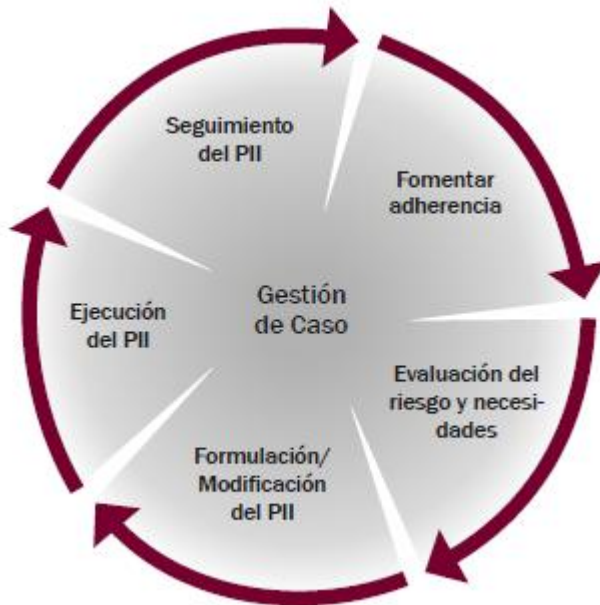 Seguimiento
del PII
Fomentar
adherencia
Gestión
de Caso
Ejecución
del PII
Evaluación del
riesgo y necesi-
dades
Formulación/
Modificación
del PII